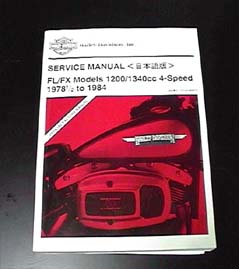 Harley-Davidson, Inc.
SERVICE MANUAL <日本語版>
FL/FX Models 1200/1340cc 4-Speed
1978½ to 1984